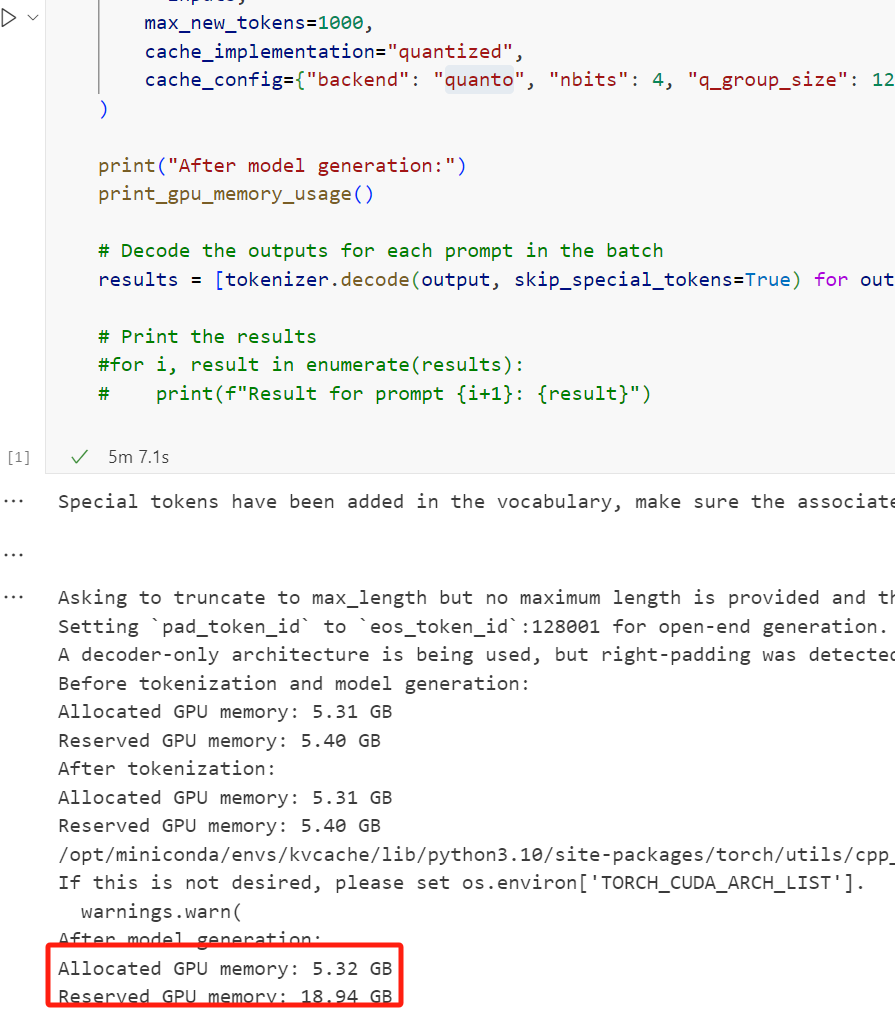 max_new_tokens=1000,
cache_implementation="quantized",
cache_config={"backend": "quanto", "nbits": 4, "q_group_size": 12
)
print("After model generation:")
print_gpu_memory_usage()
# Decode the outputs for each prompt in the batch
results = [tokenizer.decode(output, skip_special_tokens=True) for out
# Print the results
#for i, result in enumerate(results):
#    print(f"Result for prompt {i+1}: {result}")
[1] 5m 7.1s
Special tokens have been added in the vocabulary, make sure the associate
Asking to truncate to max_length but no maximum length is provided and th
Setting `pad_token_id` to `eos_token_id`:128001 for open-end generation.
A decoder-only architecture is being used, but right-padding was detected
Before tokenization and model generation:
Allocated GPU memory: 5.31 GB
Reserved GPU memory: 5.40 GB
After tokenization:
Allocated GPU memory: 5.31 GB
Reserved GPU memory: 5.40 GB
/opt/miniconda/envs/kvcache/lib/python3.10/site-packages/torch/utils/cpp_
If this is not desired, please set os.environ['TORCH_CUDA_ARCH_LIST'].
warnings.warn(
After model generation:
Allocated GPU memory: 5.32 GB
Reserved GPU memory: 18.94 GB